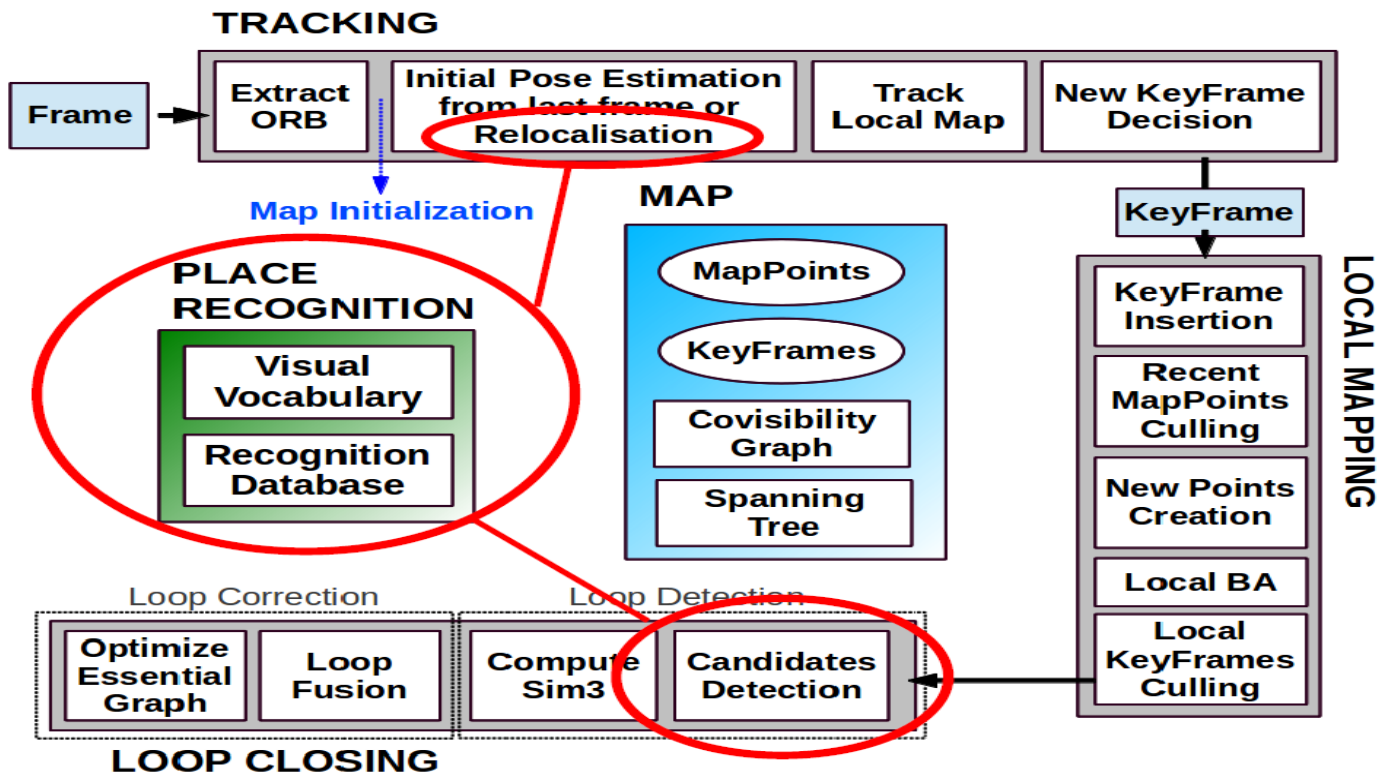 TRACKING
Frame
Extract
ORB
Initial Pose Estimation
from last frame or
Relocalisation
Track
Local Map
New KeyFrame
Decision
Map Initialization
MAP
KeyFrame
PLACE
RECOGNITION
Visual
Vocabulary
Recognition
Database
MapPoints
KeyFrames
Covisibility
Graph
Spanning
Tree
LOCAL MAPPING
KeyFrame
Insertion
Recent
MapPoints
Culling
New Points
Creation
Local BA
Local
KeyFrames
Culling
Loop Correction
Loop Detection
Optimize
Essential
Graph
Loop
Fusion
Compute
Sim3
Candidates
Detection
LOOP CLOSING